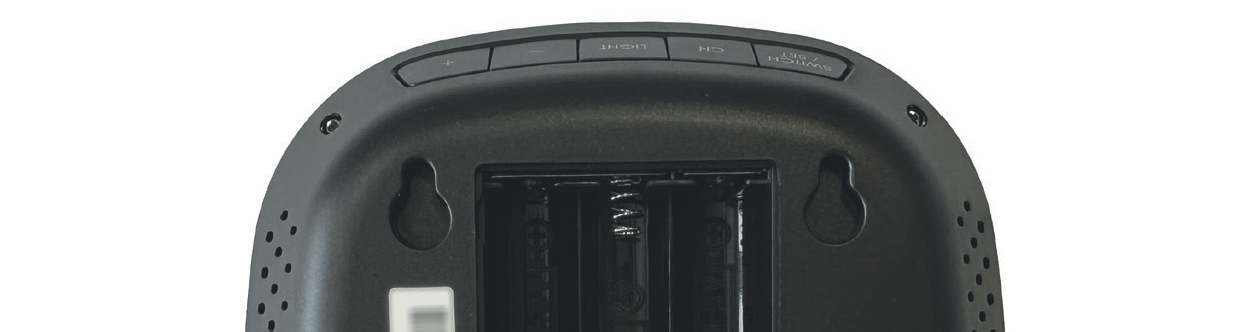 +
−
LIGHT
CH
SWITCH
/ SET